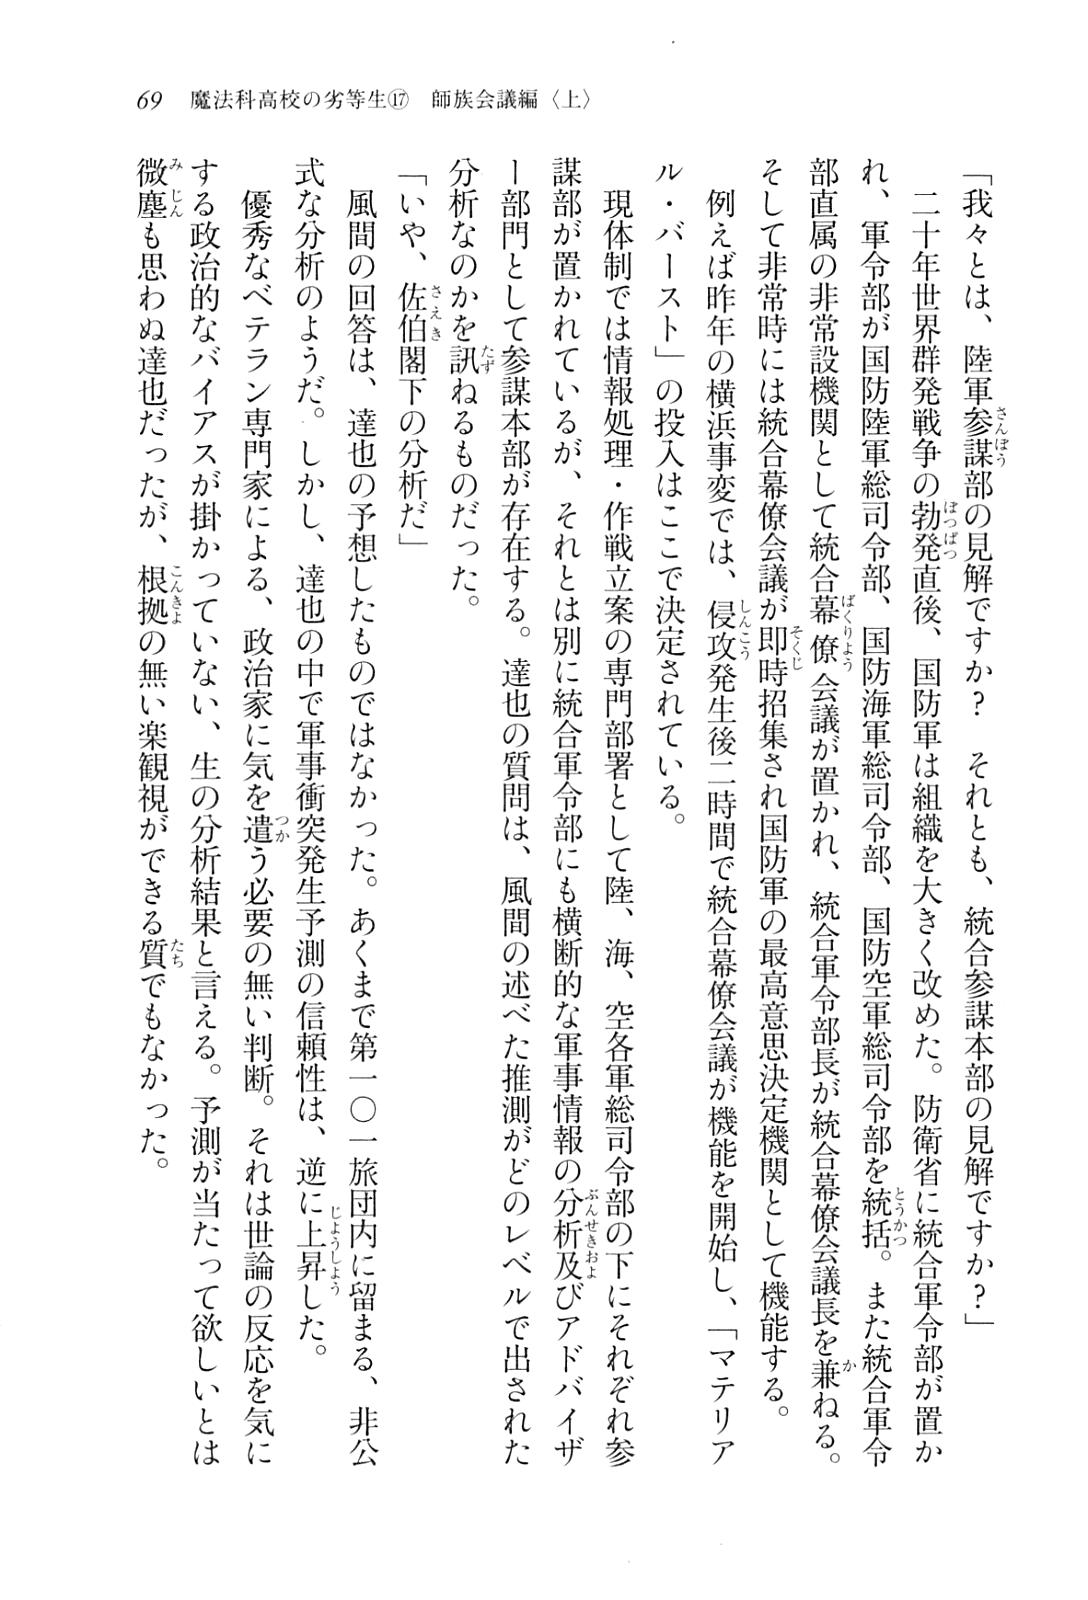 69　魔法科高校の劣等生⑰　師族会議編〈上〉
「我々とは、陸軍参謀部の見解ですか？　それとも、統合参謀本部の見解ですか？」
　二十年世界群発戦争の勃発直後、国防軍は組織を大きく改めた。防衛省に統合軍令部が置か
れ、軍令部が国防陸軍総司令部、国防海軍総司令部、国防空軍総司令部を統括。また統合軍令
部直属の非常設機関として統合幕僚会議が置かれ、統合軍令部長が統合幕僚会議長を兼ねる。
そして非常時には統合幕僚会議が即時招集され国防軍の最高意思決定機関として機能する。
　例えば昨年の横浜事変では、侵攻発生後二時間で統合幕僚会議が機能を開始し、「マテリア
ル・バースト」の投入はここで決定されている。
　現体制では情報処理・作戦立案の専門部署として陸、海、空各軍総司令部の下にそれぞれ参
謀部が置かれているが、それとは別に統合軍令部にも横断的な軍事情報の分析及びアドバイザ
ー部門として参謀本部が存在する。達也の質問は、風間の述べた推測がどのレベルで出された
分析なのかを訊ねるものだった。
「いや、佐伯閣下の分析だ」
　風間の回答は、達也の予想したものではなかった。あくまで第一〇一旅団内に留まる、非公
式な分析のようだ。しかし、達也の中で軍事衝突発生予測の信頼性は、逆に上昇した。
　優秀なベテラン専門家による、政治家に気を遣う必要の無い判断。それは世論の反応を気に
する政治的なバイアスが掛かっていない、生の分析結果と言える。予測が当たって欲しいとは
微塵も思わぬ達也だったが、根拠の無い楽観視ができる質でもなかった。